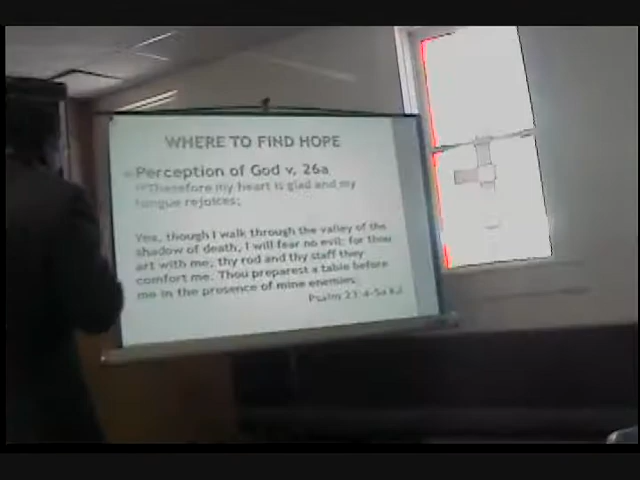 WHERE TO FIND HOPE
Perception of God v, 26a
"Therefore my heart is glad and my
tongue rejoices;
Yea, though I walk through the valley of the
shadow of death, I will fear no evil: for thou
art with me; thy rod and thy staff they
comfort me. Thou preparest a table before
me in the presence of mine enemies:
Psalm 23:4-5a KJ